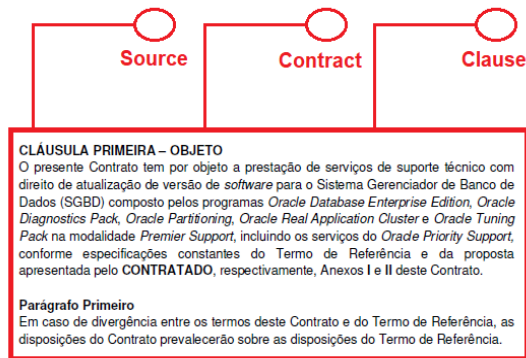 Source Contract Clause
CLÁUSULA PRIMEIRA – OBJETO
O presente Contrato tem por objeto a prestação de serviços de suporte técnico com
direito de atualização de versão de software para o Sistema Gerenciador de Banco de
Dados (SGBD) composto pelos programas Oracle Database Enterprise Edition, Oracle
Diagnostics Pack, Oracle Partitioning, Oracle Real Application Cluster e Oracle Tuning
Pack na modalidade Premier Support, incluindo os serviços do Oracle Priority Support,
conforme especificações constantes do Termo de Referência e da proposta
apresentada pelo CONTRATADO, respectivamente, Anexos I e II deste Contrato.
Parágrafo Primeiro
Em caso de divergência entre os termos deste Contrato e do Termo de Referência, as
disposições do Contrato prevalecerão sobre as disposições do Termo de Referência.